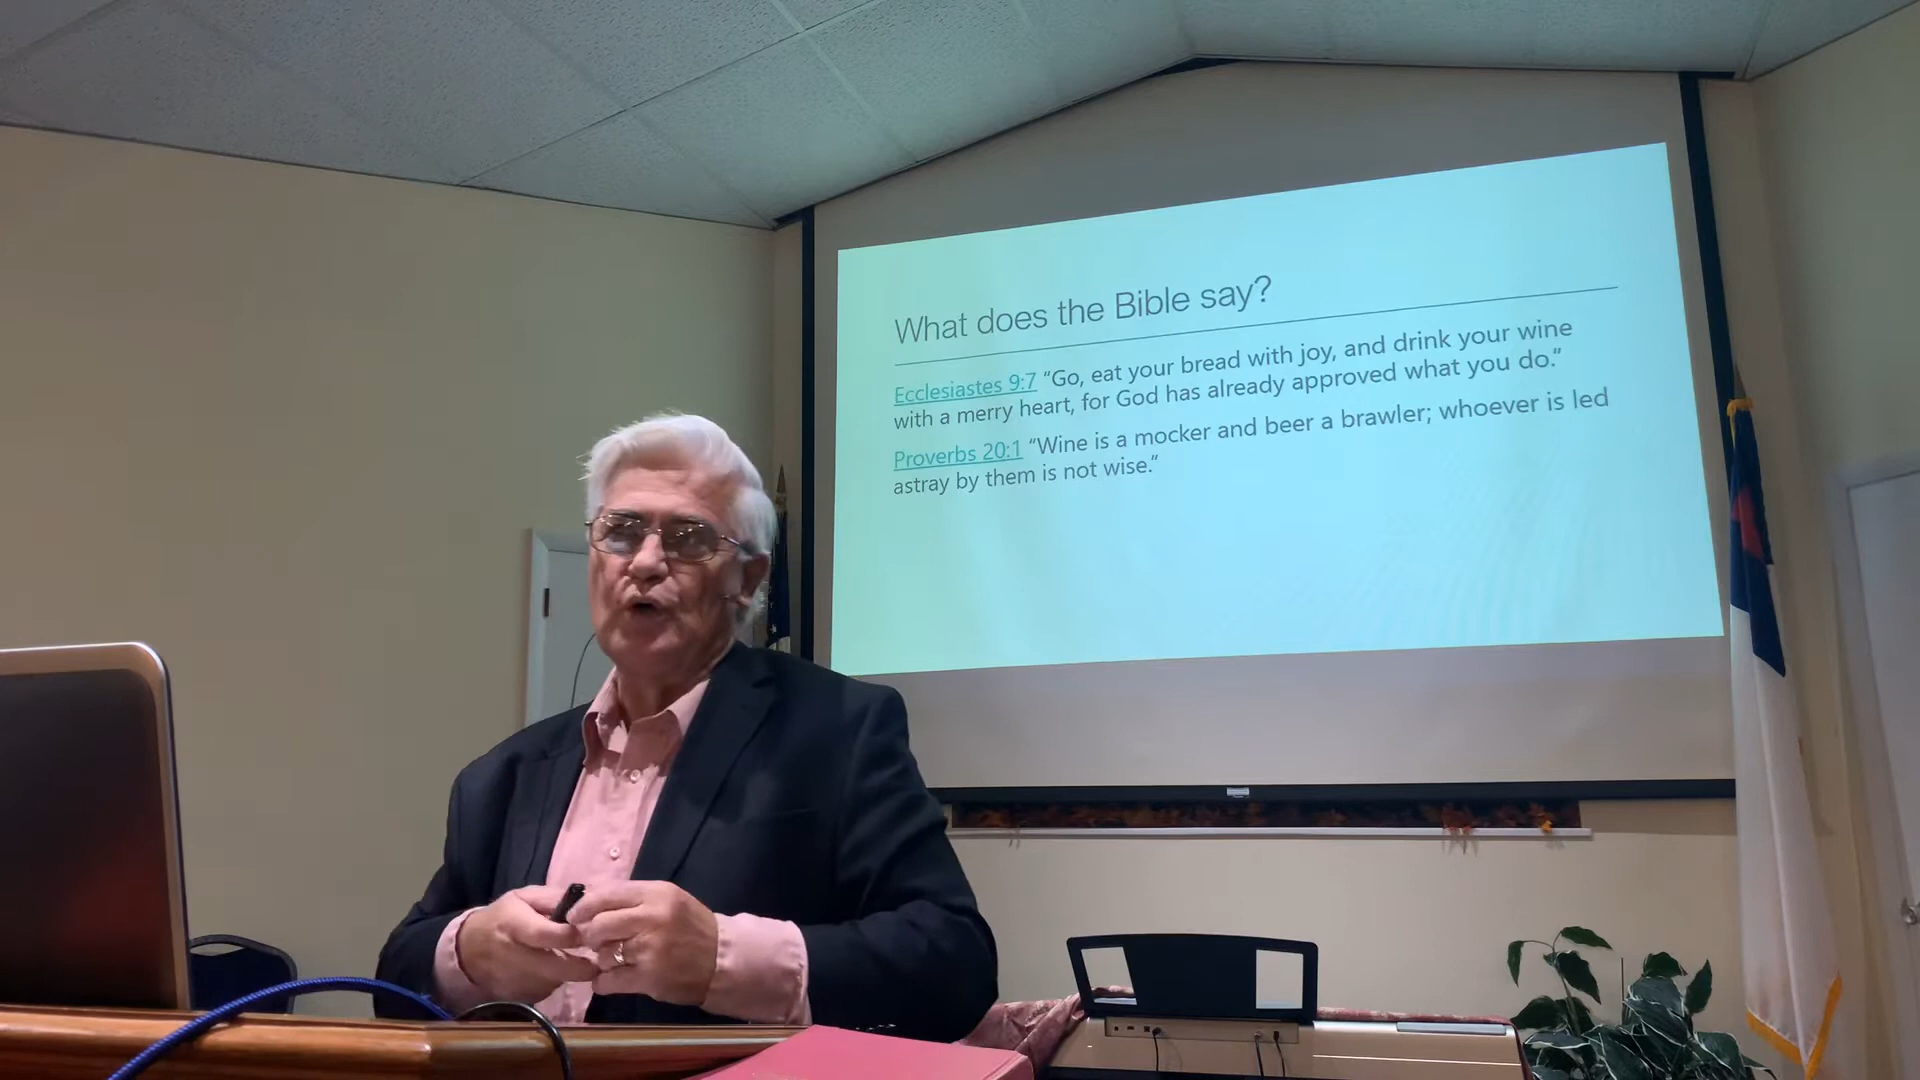 What does the Bible say?
Ecclesiastes 9:7 “Go, eat your bread with joy, and drink your wine
with a merry heart, for God has already approved what you do.”
Proverbs 20:1 “Wine is a mocker and beer a brawler; whoever is led
astray by them is not wise.”